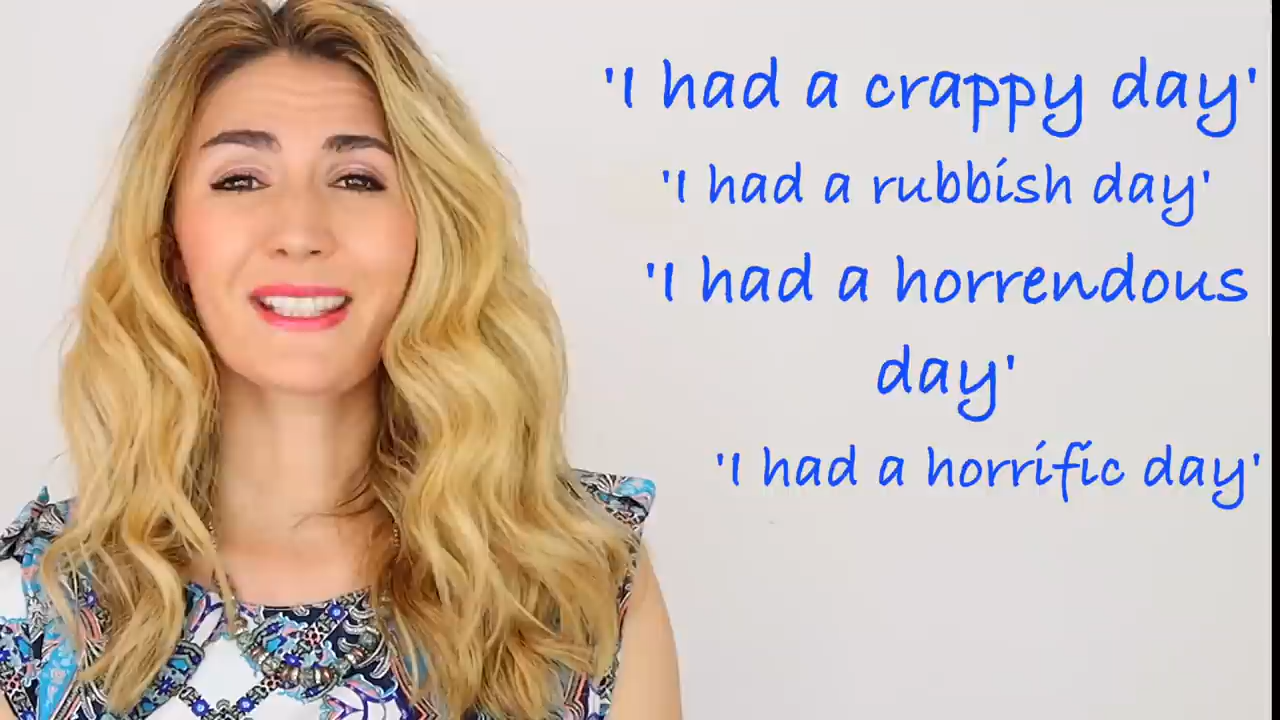 'I had a crappy day'
'I had a rubbish day'
'I had a horrendous
day'
'I had a horrific day'